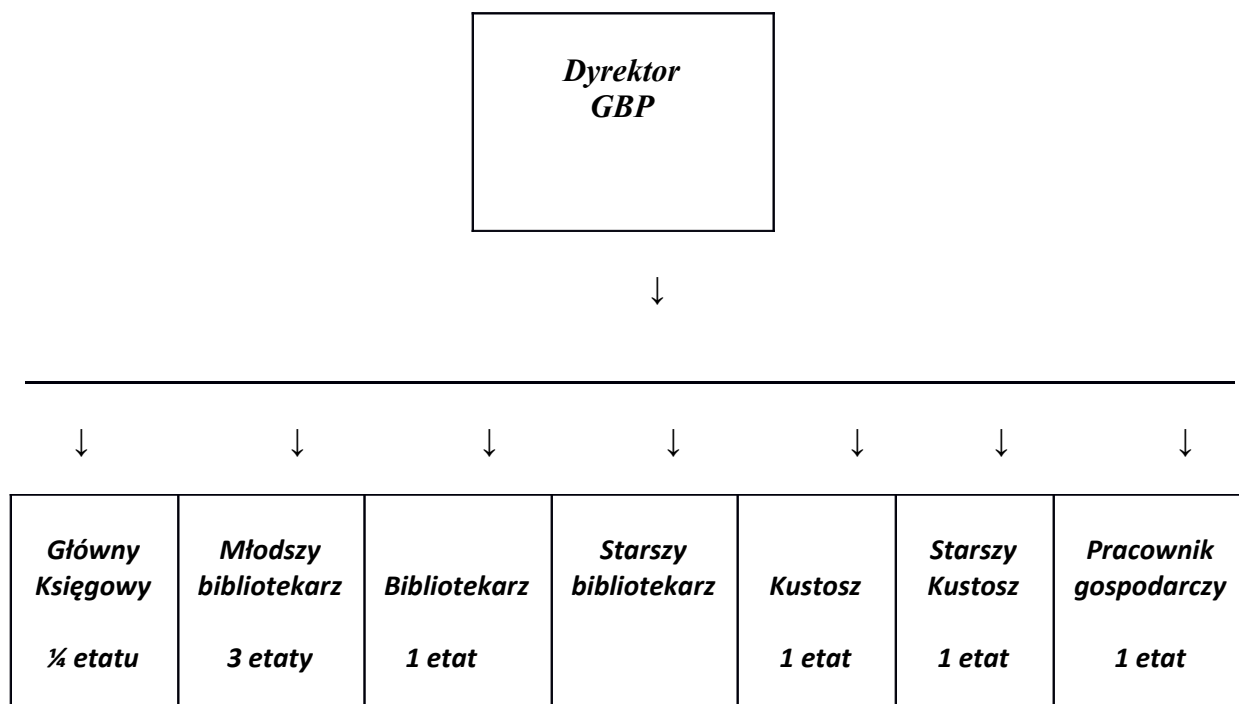 Dyrektor
GBP
↓
↓ ↓ ↓ ↓ ↓ ↓ ↓
Główny
Księgowy
¼ etatu
Młodszy
bibliotekarz
3 etaty
Bibliotekarz
1 etat
Starszy
bibliotekarz
Kustosz
1 etat
Starszy
Kustosz
1 etat
Pracownik
gospodarczy
1 etat